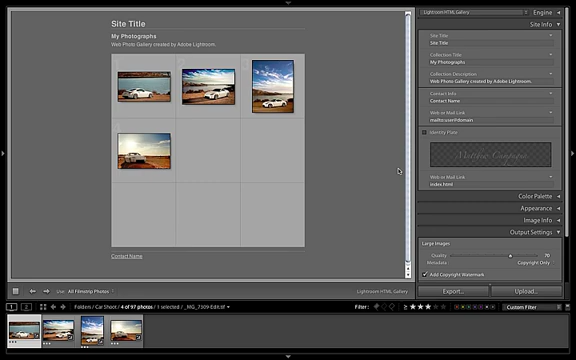 Site Title
My Photographs
Web Photo Gallery created by Adobe Lightroom.
Contact Name
Use: All Filmstrip Photos
Lightroom HTML Gallery
Lightroom HTML Gallery
Engine
Site Info
Site Title
Site Title
Collection Title
My Photographs
Collection Description
Web Photo Gallery created by Adobe Lightroom.
Contact Info
Contact Name
Web or Mail Link
mailto:user@domain
Identity Plate
Web or Mail Link
index.html
Color Palette
Appearance
Image Info
Output Settings
Large Images
Quality
70
Metadata:
Copyright Only
Add Copyright Watermark
Export...
Upload...
1 2
Folders / Car Shoot / 4 of 97 photos / 1 selected / _MG_7309-Edit.tif
Filter:
Custom Filter